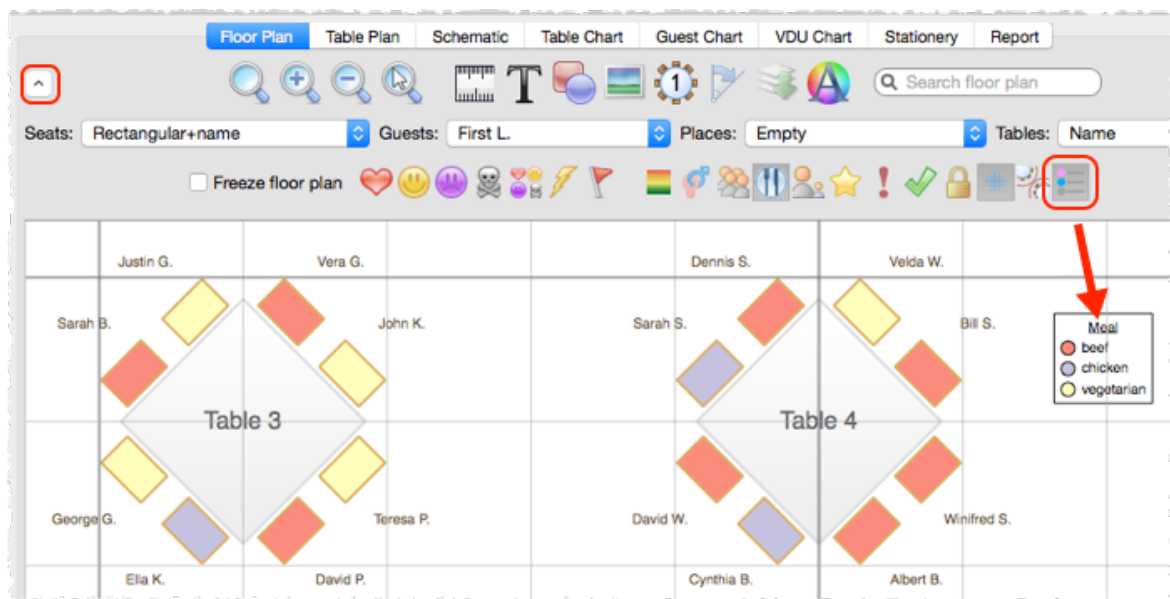 Floor Plan Table Plan Schematic Table Chart Guest Chart VDU Chart Stationery Report
T 1 A Search floor plan
Seats: Rectangular+name Guests: First L. Places: Empty Tables: Name
Freeze floor plan
Justin G. Vera G. Dennis S. Velda W.
Sarah B. John K. Sarah S. Bill S.
Meal
beef
chicken
vegetarian
Table 3 Table 4
George G. Teresa P. David W. Winifred S.
Ella K. David P. Cynthia B. Albert B.